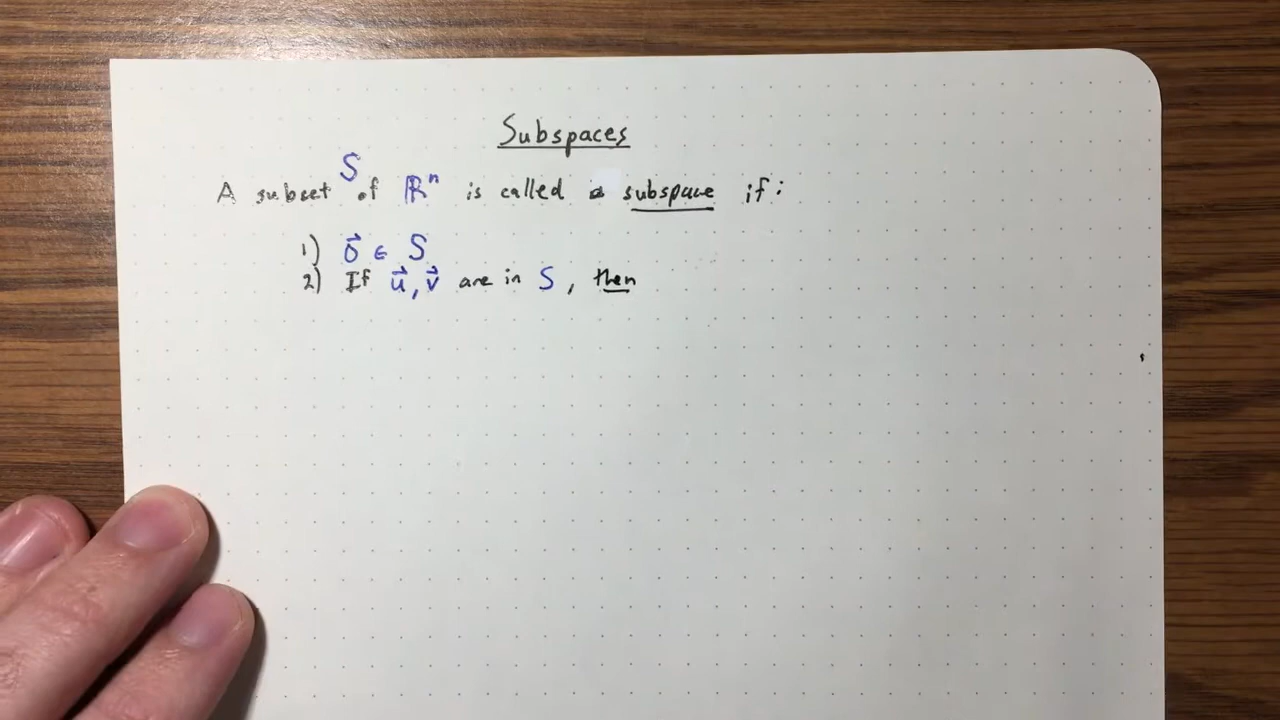 Subspaces
A subset S of ℝⁿ is called a subspace if:
1) 0⃗ ∈ S
2) If u⃗, v⃗ are in S, then